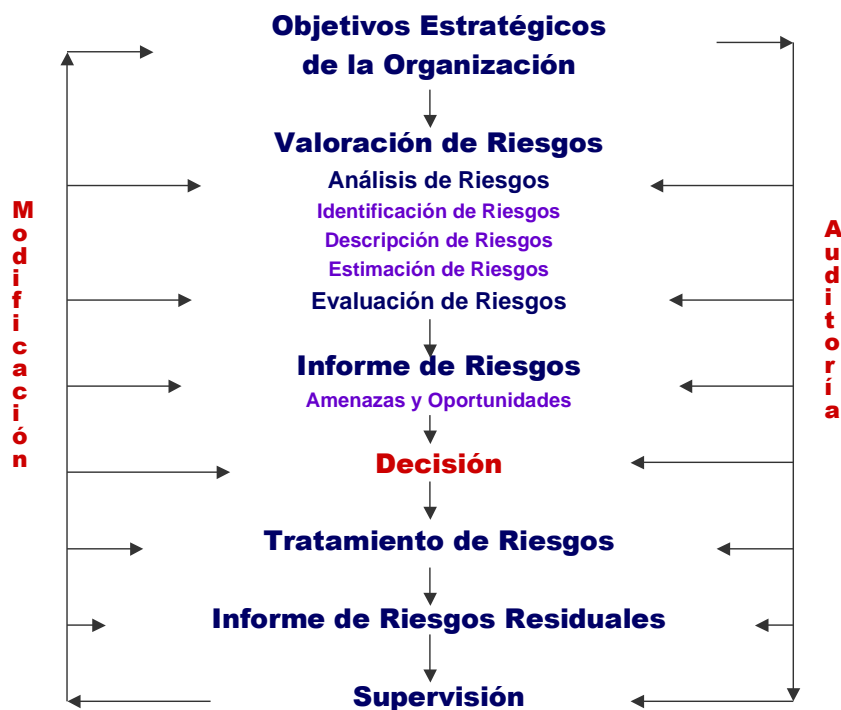 Objetivos Estratégicos
de la Organización
Valoración de Riesgos
Análisis de Riesgos
Identificación de Riesgos
Descripción de Riesgos
Estimación de Riesgos
Evaluación de Riesgos
Informe de Riesgos
Amenazas y Oportunidades
Decisión
Tratamiento de Riesgos
Informe de Riesgos Residuales
Supervisión
Modificación
Auditoría